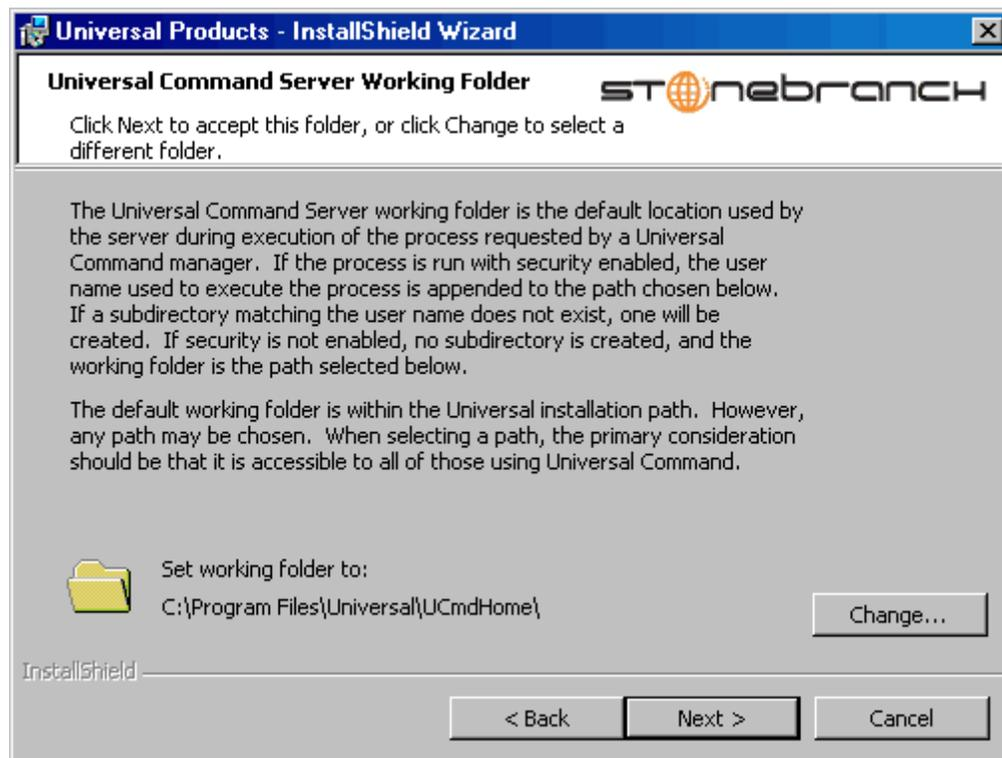 Universal Products - InstallShield Wizard
Universal Command Server Working Folder
STONEBRANCH
Click Next to accept this folder, or click Change to select a
different folder.
The Universal Command Server working folder is the default location used by
the server during execution of the process requested by a Universal
Command manager.  If the process is run with security enabled, the user
name used to execute the process is appended to the path chosen below.
If a subdirectory matching the user name does not exist, one will be
created.  If security is not enabled, no subdirectory is created, and the
working folder is the path selected below.
The default working folder is within the Universal installation path.  However,
any path may be chosen.  When selecting a path, the primary consideration
should be that it is accessible to all of those using Universal Command.
Set working folder to:
C:\Program Files\Universal\UCmdHome\
Change...
InstallShield
< Back
Next >
Cancel